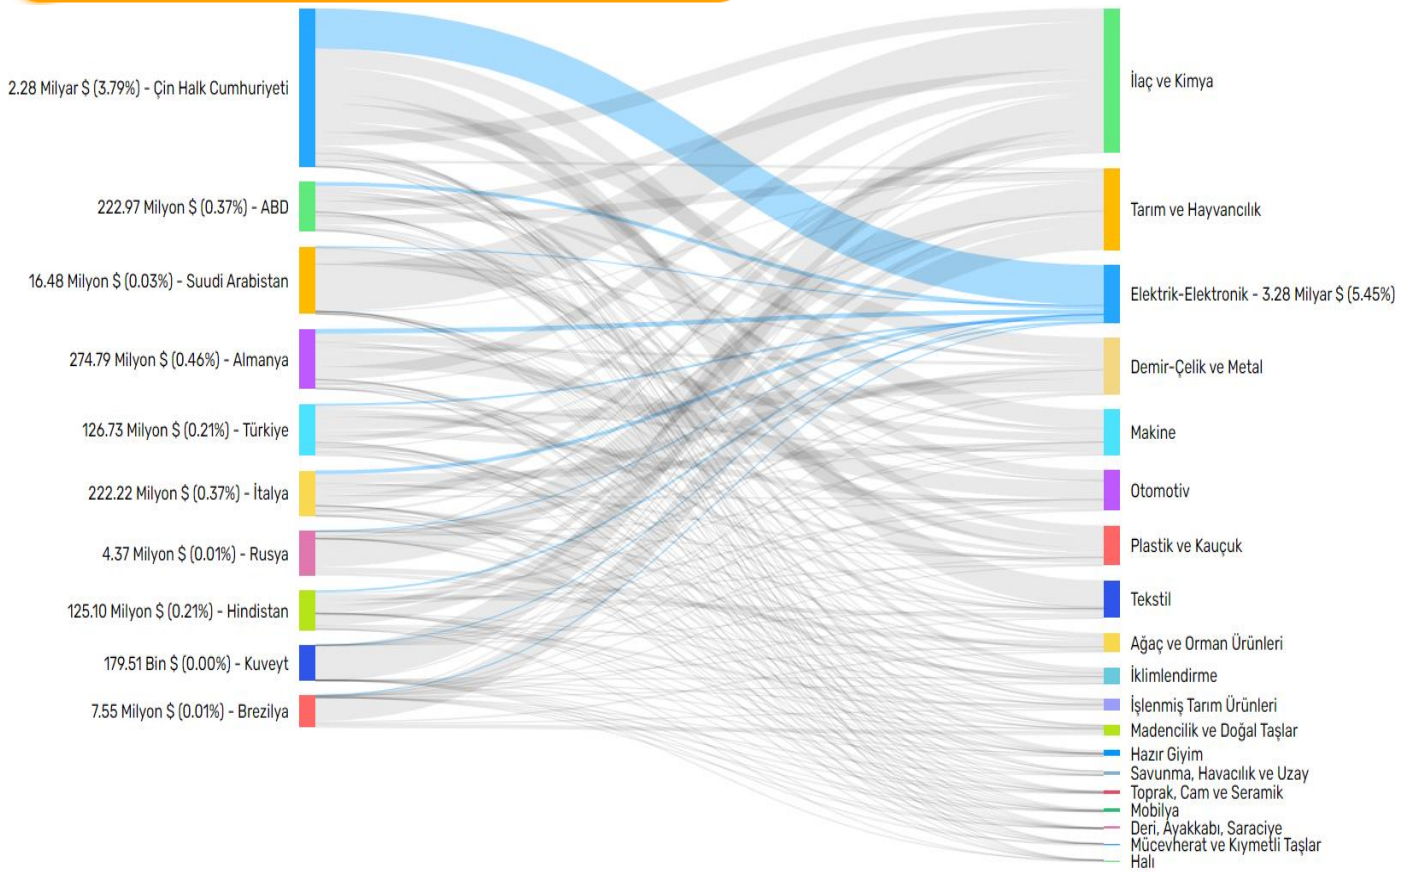 2.28 Milyar $ (3.79%) - Çin Halk Cumhuriyeti
222.97 Milyon $ (0.37%) - ABD
16.48 Milyon $ (0.03%) - Suudi Arabistan
274.79 Milyon $ (0.46%) - Almanya
126.73 Milyon $ (0.21%) - Türkiye
222.22 Milyon $ (0.37%) - İtalya
4.37 Milyon $ (0.01%) - Rusya
125.10 Milyon $ (0.21%) - Hindistan
179.51 Bin $ (0.00%) - Kuveyt
7.55 Milyon $ (0.01%) - Brezilya
İlaç ve Kimya
Tarım ve Hayvancılık
Elektrik-Elektronik - 3.28 Milyar $ (5.45%)
Demir-Çelik ve Metal
Makine
Otomotiv
Plastik ve Kauçuk
Tekstil
Ağaç ve Orman Ürünleri
İklimlendirme
İşlenmiş Tarım Ürünleri
Madencilik ve Doğal Taşlar
Hazır Giyim
Savunma, Havacılık ve Uzay
Toprak, Cam ve Seramik
Mobilya
Deri, Ayakkabı, Saraciye
Mücevherat ve Kıymetli Taşlar
Halı